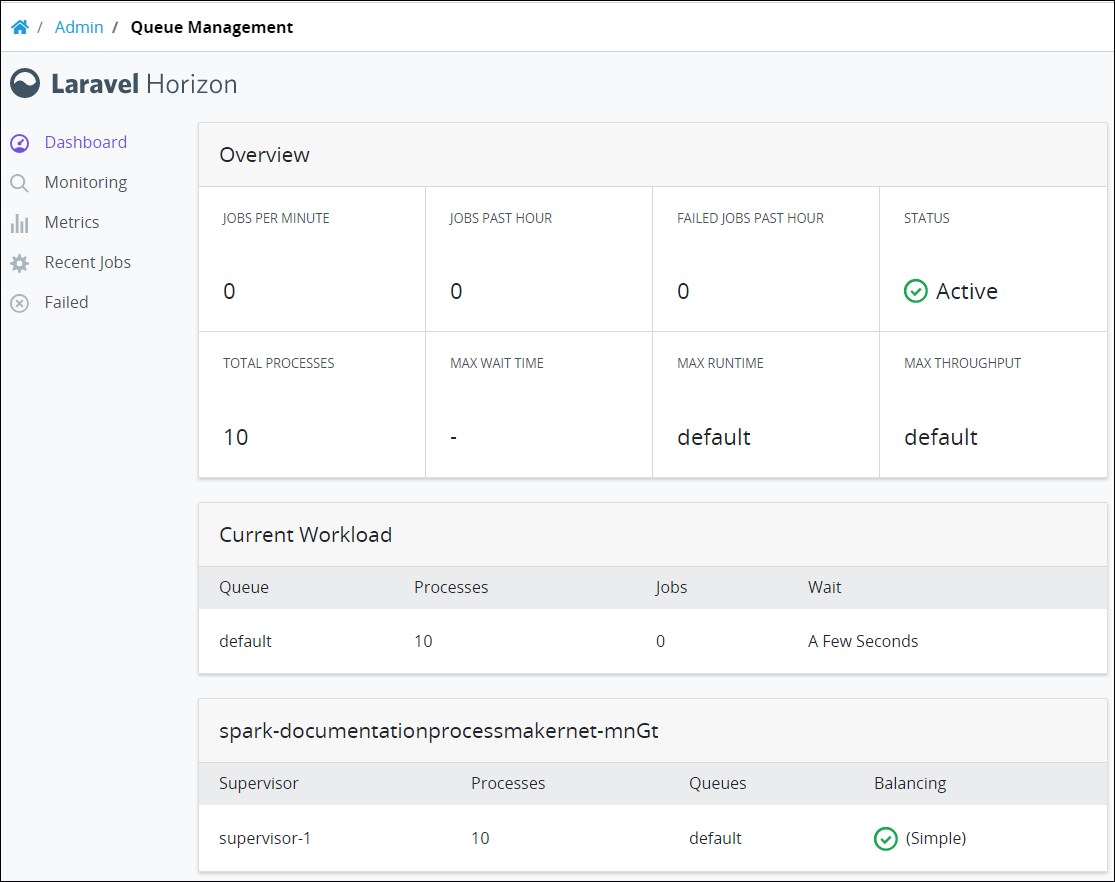 / Admin / Queue Management
Laravel Horizon
Dashboard
Monitoring
Metrics
Recent Jobs
Failed
Overview
JOBS PER MINUTE JOBS PAST HOUR FAILED JOBS PAST HOUR STATUS
0 0 0 Active
TOTAL PROCESSES MAX WAIT TIME MAX RUNTIME MAX THROUGHPUT
10 - default default
Current Workload
Queue Processes Jobs Wait
default 10 0 A Few Seconds
spark-documentationprocessmakernet-mnGt
Supervisor Processes Queues Balancing
supervisor-1 10 default (Simple)